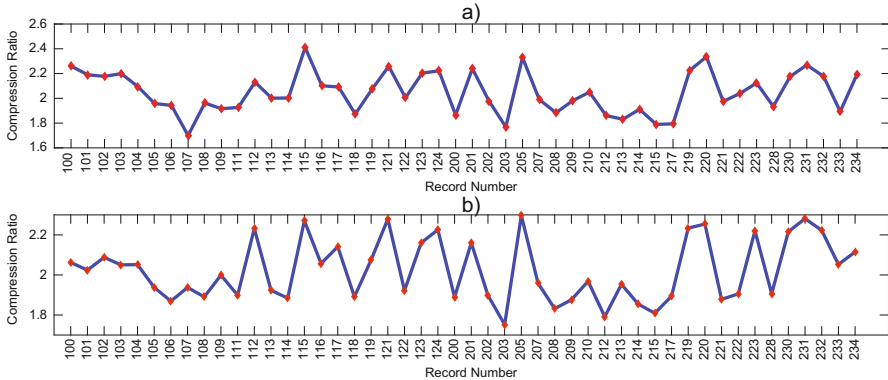 a)
2.6
2.4
2.2
2
1.8
1.6
Compression Ratio
100 101 102 103 104 105 106 107 108 109 111 112 113 114 115 116 117 118 119 121 122 123 124 200 201 202 203 205 207 208 209 210 212 213 214 215 217 219 220 221 222 223 228 230 231 232 233 234
Record Number
b)
2.2
2
1.8
Compression Ratio
100 101 102 103 104 105 106 107 108 109 111 112 113 114 115 116 117 118 119 121 122 123 124 200 201 202 203 205 207 208 209 210 212 213 214 215 217 219 220 221 222 223 228 230 231 232 233 234
Record Number